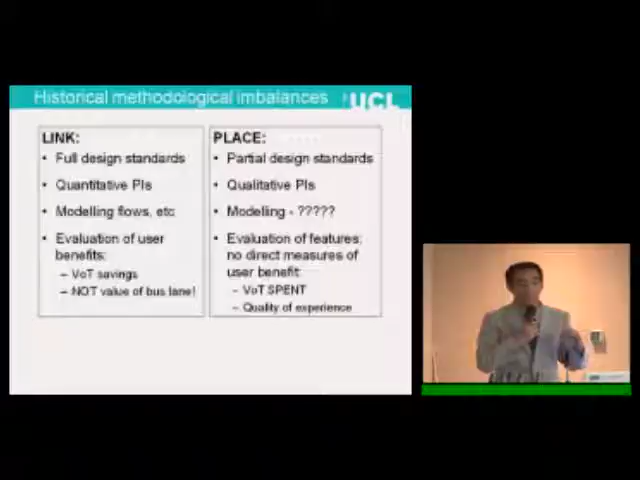 Historical methodological imbalances
UCL
LINK:
• Full design standards
• Quantitative PIs
• Modelling flows, etc
• Evaluation of user
benefits:
– VoT savings
– NOT value of bus lane!
PLACE:
• Partial design standards
• Qualitative PIs
• Modelling - ?????
• Evaluation of features;
no direct measures of
user benefit:
– VoT SPENT
– Quality of experience